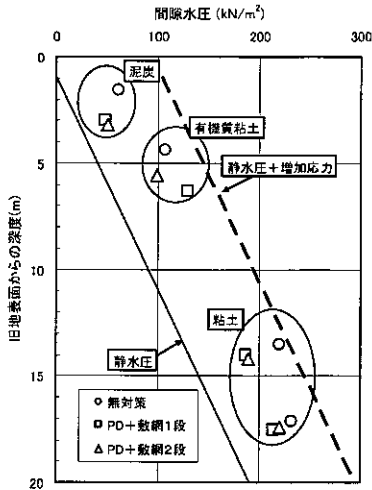 間隙水圧 (kN/m²)
0 100 200 300
0
5
10
15
20
旧地表面からの深度(m)
泥炭
有機質粘土
静水圧+増加応力
粘土
静水圧
無対策
PD+敷網1段
PD+敷網2段